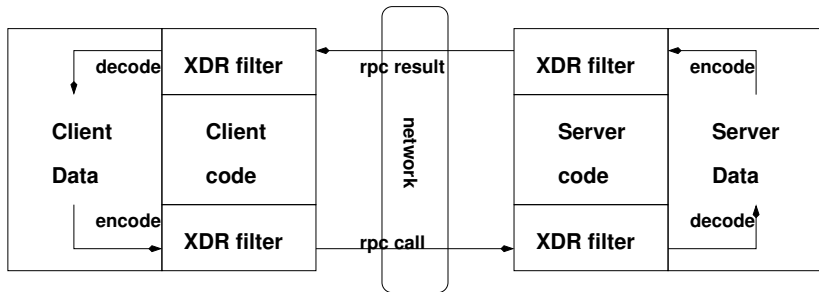 decode
XDR filter
rpc result
XDR filter
encode
Client
Data
Client
code
network
Server
code
Server
Data
encode
XDR filter
rpc call
XDR filter
decode